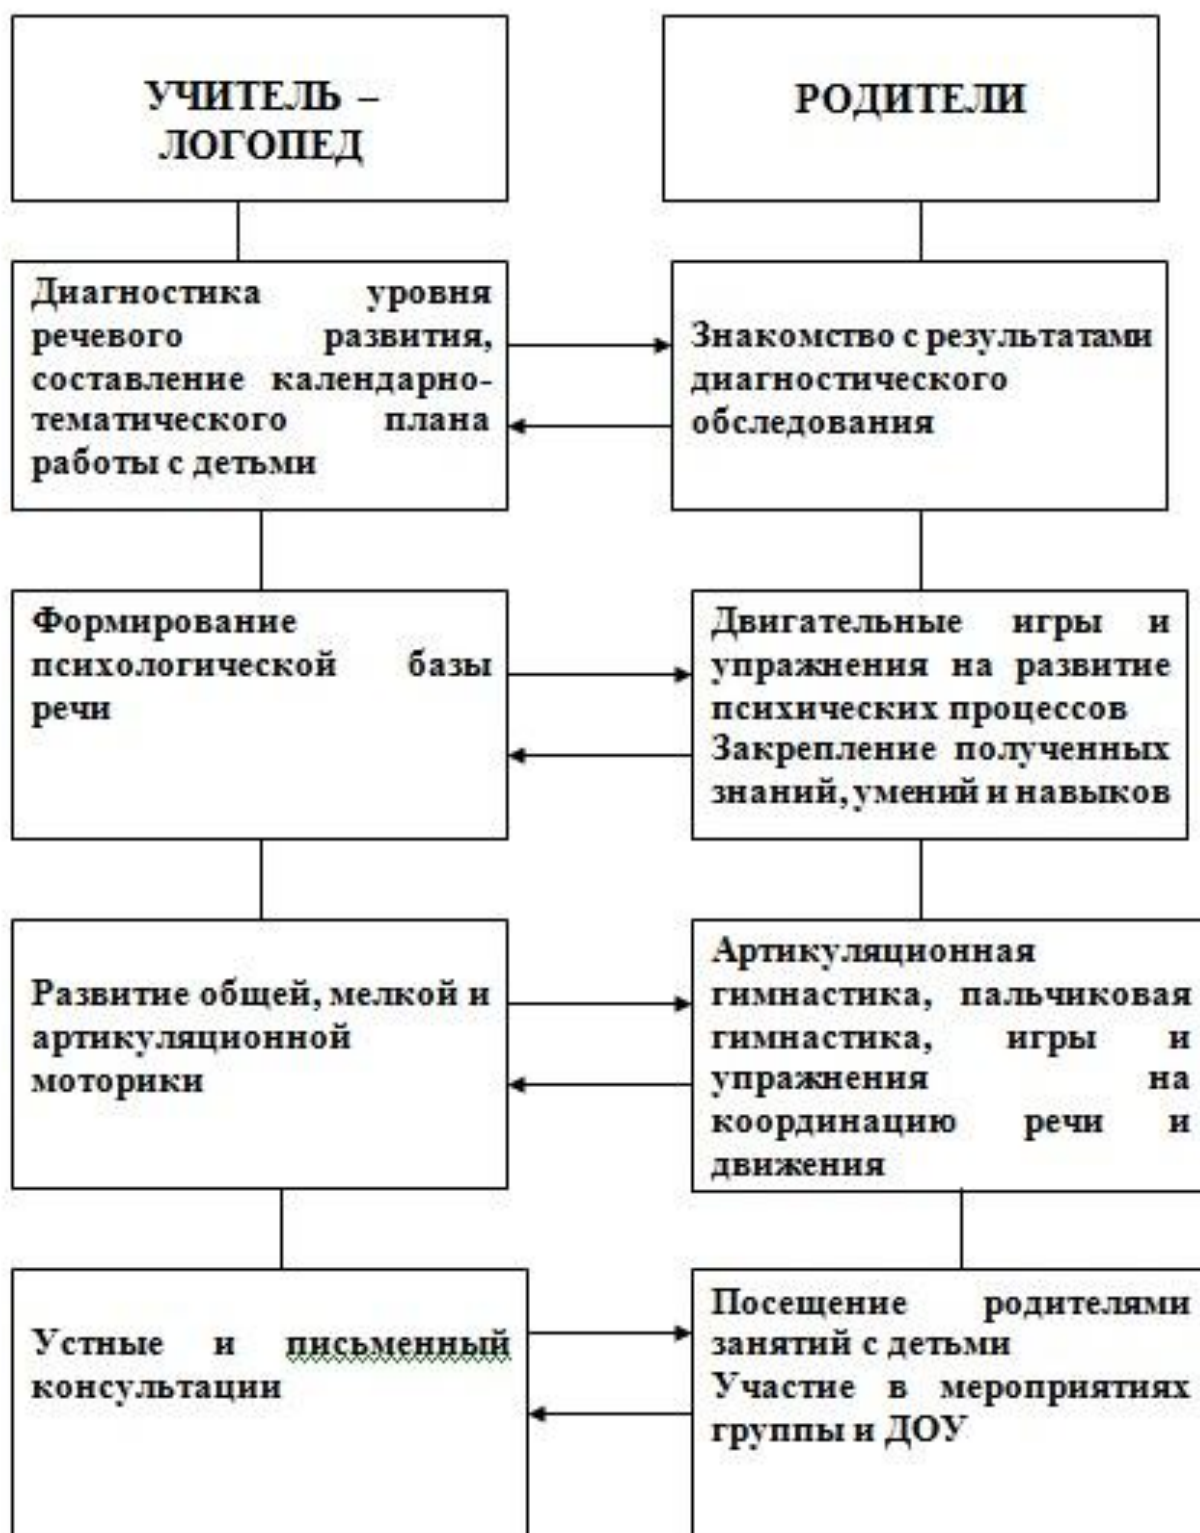 УЧИТЕЛЬ –
ЛОГОПЕД
РОДИТЕЛИ
Диагностика уровня
речевого развития,
составление календарно-
тематического плана
работы с детьми
Знакомство с результатами
диагностического
обследования
Формирование
психологической базы
речи
Двигательные игры и
упражнения на развитие
психических процессов
Закрепление полученных
знаний, умений и навыков
Развитие общей, мелкой и
артикуляционной
моторики
Артикуляционная
гимнастика, пальчиковая
гимнастика, игры и
упражнения на
координацию речи и
движения
Устные и письменный
консультации
Посещение родителями
занятий с детьми
Участие в мероприятиях
группы и ДОУ